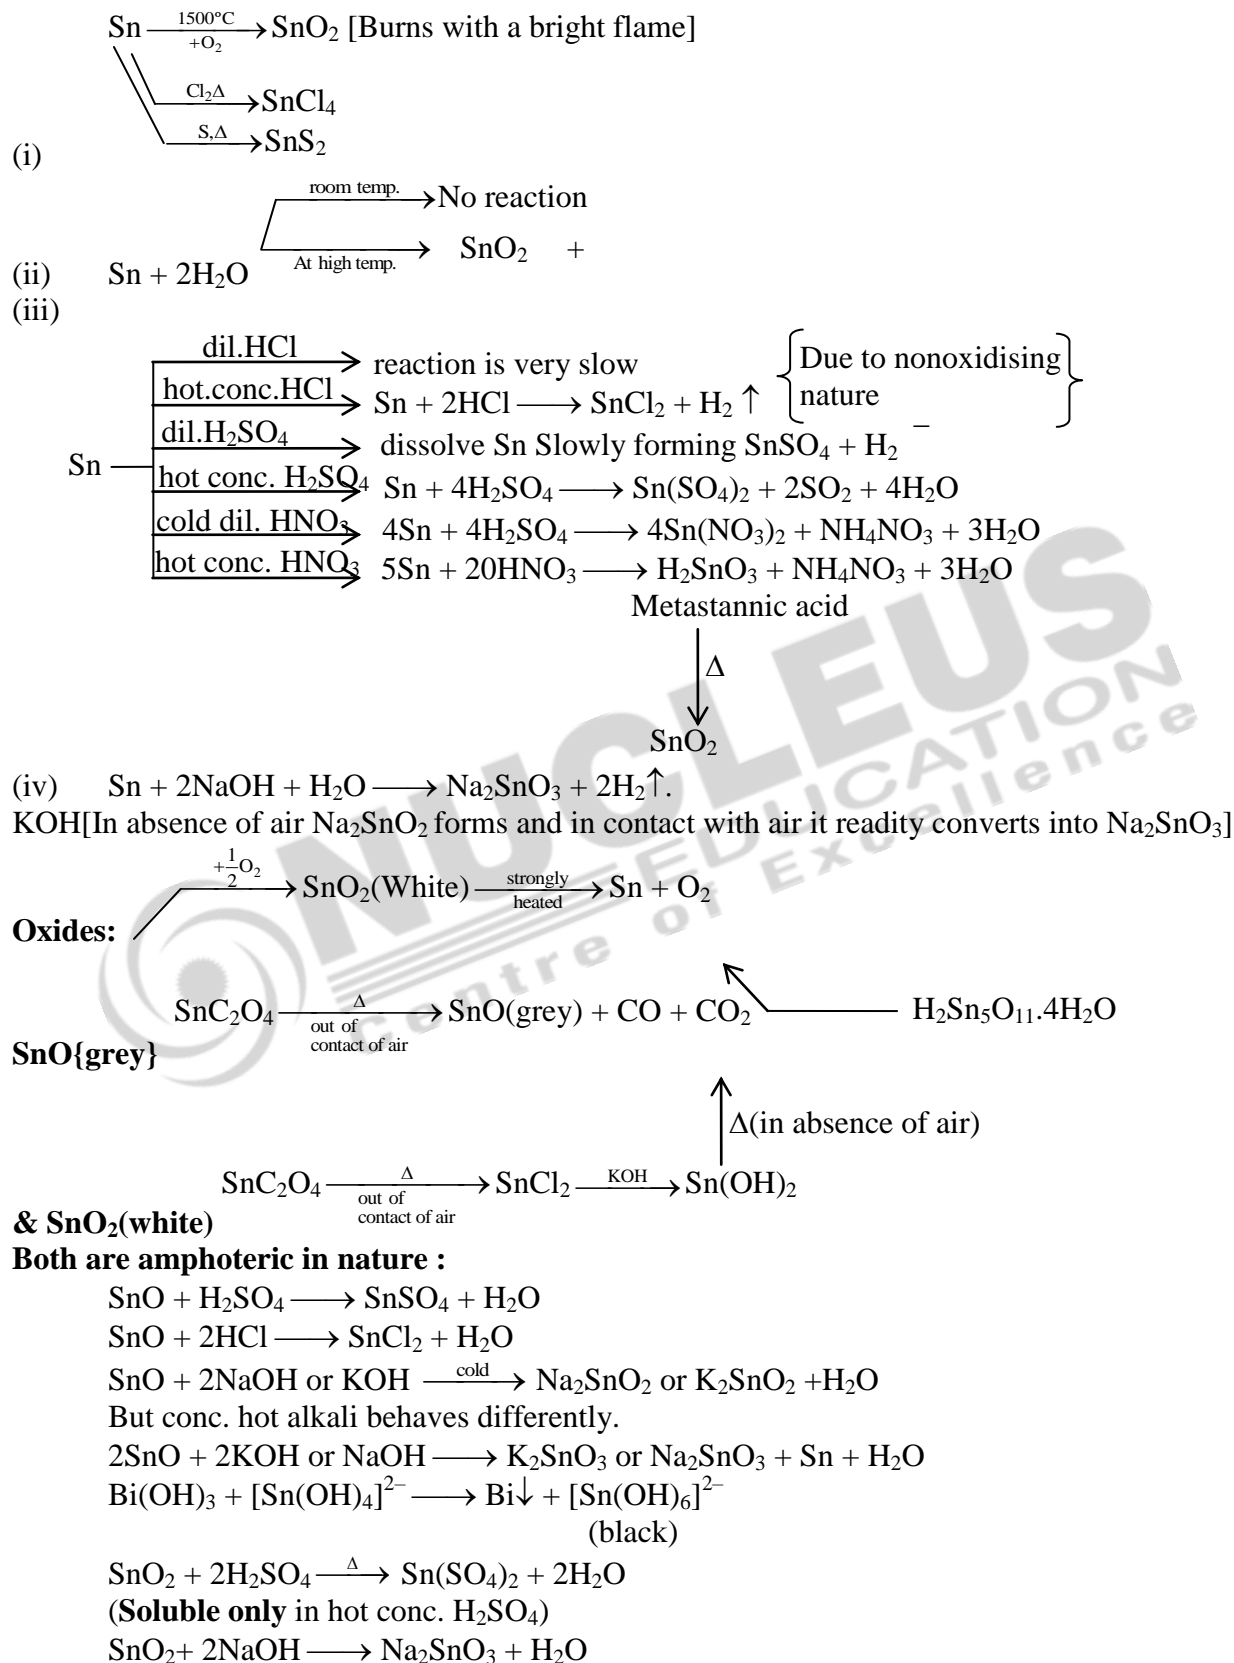 Sn —1500°C/+O₂→ SnO₂ [Burns with a bright flame]
Cl₂Δ→ SnCl₄
S,Δ→ SnS₂
(i)
room temp.→ No reaction
At high temp.→ SnO₂ +
(ii) Sn + 2H₂O
(iii)
dil.HCl→ reaction is very slow {Due to nonoxidising nature}
hot.conc.HCl→ Sn + 2HCl ⟶ SnCl₂ + H₂ ↑
dil.H₂SO₄→ dissolve Sn Slowly forming SnSO₄ + H₂ ¯
Sn —
hot conc. H₂SO₄→ Sn + 4H₂SO₄ ⟶ Sn(SO₄)₂ + 2SO₂ + 4H₂O
cold dil. HNO₃→ 4Sn + 4H₂SO₄ ⟶ 4Sn(NO₃)₂ + NH₄NO₃ + 3H₂O
hot conc. HNO₃→ 5Sn + 20HNO₃ ⟶ H₂SnO₃ + NH₄NO₃ + 3H₂O
Metastannic acid
↓Δ
SnO₂
(iv) Sn + 2NaOH + H₂O ⟶ Na₂SnO₃ + 2H₂↑.
KOH[In absence of air Na₂SnO₂ forms and in contact with air it readity converts into Na₂SnO₃]
+½O₂→ SnO₂(White) —strongly heated→ Sn + O₂
Oxides:
SnC₂O₄ —Δ/out of contact of air→ SnO(grey) + CO + CO₂ ↖— H₂Sn₅O₁₁.4H₂O
SnO{grey}
↑Δ(in absence of air)
SnC₂O₄ —Δ/out of contact of air→ SnCl₂ —KOH→ Sn(OH)₂
& SnO₂(white)
Both are amphoteric in nature :
SnO + H₂SO₄ ⟶ SnSO₄ + H₂O
SnO + 2HCl ⟶ SnCl₂ + H₂O
SnO + 2NaOH or KOH —cold→ Na₂SnO₂ or K₂SnO₂ +H₂O
But conc. hot alkali behaves differently.
2SnO + 2KOH or NaOH ⟶ K₂SnO₃ or Na₂SnO₃ + Sn + H₂O
Bi(OH)₃ + [Sn(OH)₄]²⁻ ⟶ Bi↓ + [Sn(OH)₆]²⁻
(black)
SnO₂ + 2H₂SO₄ —Δ→ Sn(SO₄)₂ + 2H₂O
(Soluble only in hot conc. H₂SO₄)
SnO₂+ 2NaOH ⟶ Na₂SnO₃ + H₂O
NUCLEUS
EDUCATION
Centre of Excellence